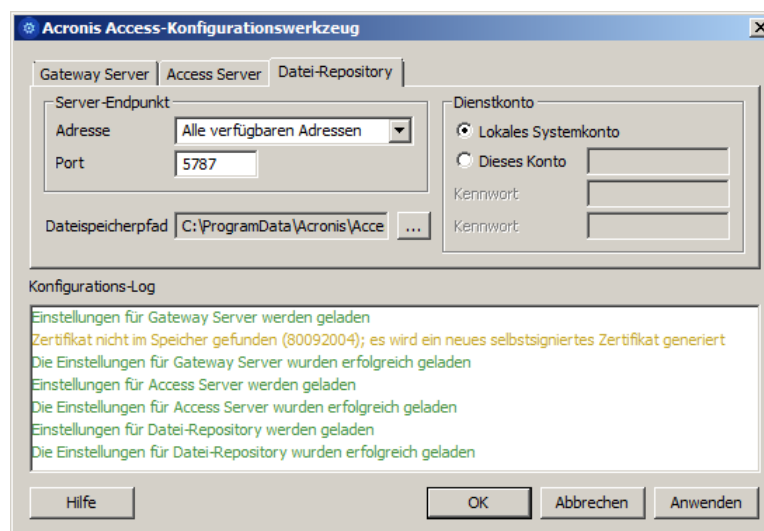 Acronis Access-Konfigurationswerkzeug
Gateway Server
Access Server
Datei-Repository
Server-Endpunkt
Adresse
Alle verfügbaren Adressen
Port
5787
Dateispeicherpfad
C:\ProgramData\Acronis\Acce
...
Dienstkonto
Lokales Systemkonto
Dieses Konto
Kennwort
Kennwort
Konfigurations-Log
Einstellungen für Gateway Server werden geladen
Zertifikat nicht im Speicher gefunden (80092004); es wird ein neues selbstsigniertes Zertifikat generiert
Die Einstellungen für Gateway Server wurden erfolgreich geladen
Einstellungen für Access Server werden geladen
Die Einstellungen für Access Server wurden erfolgreich geladen
Einstellungen für Datei-Repository werden geladen
Die Einstellungen für Datei-Repository wurden erfolgreich geladen
Hilfe
OK
Abbrechen
Anwenden